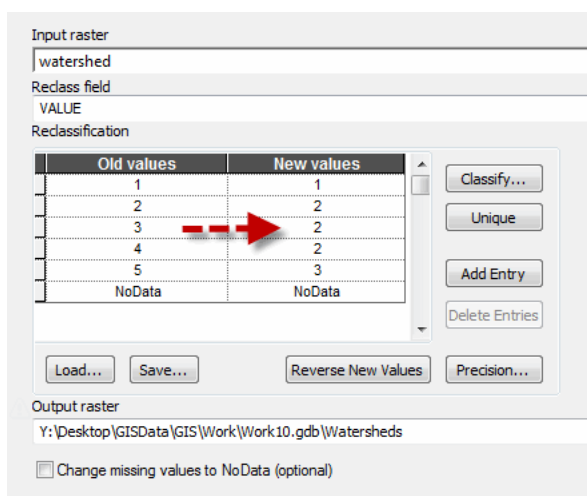 Input raster
watershed
Reclass field
VALUE
Reclassification
Old values New values
1 1
2 2
3 2
4 2
5 3
NoData NoData
Classify...
Unique
Add Entry
Delete Entries
Load... Save... Reverse New Values Precision...
Output raster
Y:\Desktop\GISData\GIS\Work\Work10.gdb\Watersheds
Change missing values to NoData (optional)